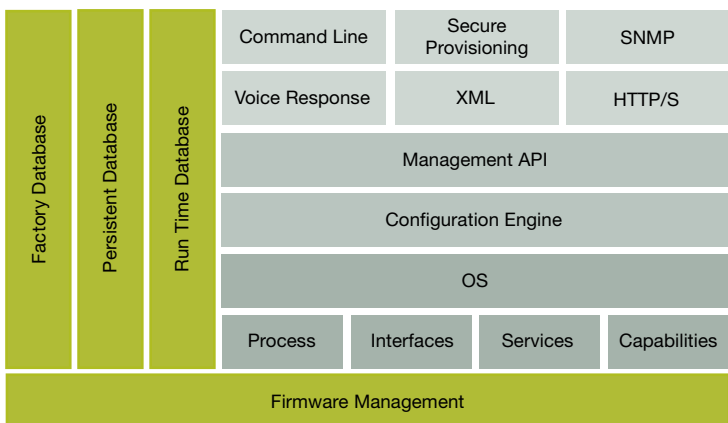 Factory Database
Persistent Database
Run Time Database
Command Line
Secure
Provisioning
SNMP
Voice Response
XML
HTTP/S
Management API
Configuration Engine
OS
Process
Interfaces
Services
Capabilities
Firmware Management